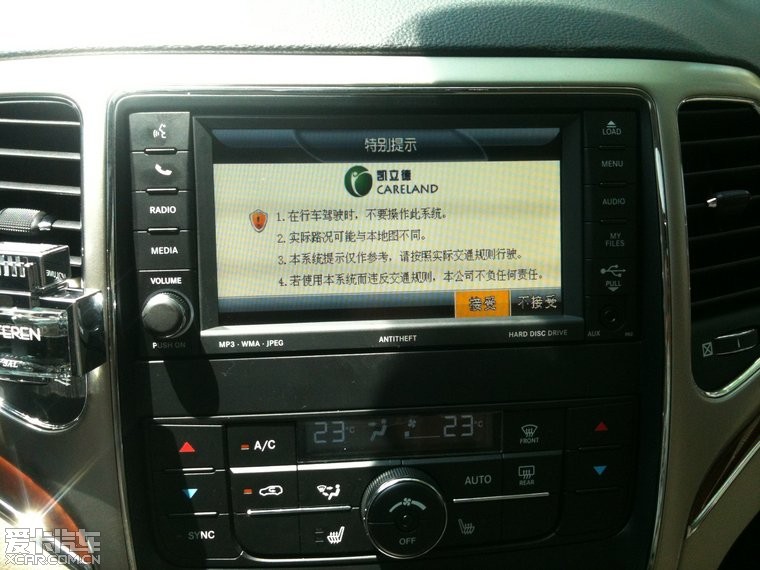 特别提示
凯立德
CARELAND
1. 在行车驾驶时，不要操作此系统。
2. 实际路况可能与本地图不同。
3. 本系统提示仅作参考，请按照实际交通规则行驶。
4. 若使用本系统而违反交通规则，本公司不负任何责任。
接受 不接受
RADIO
MEDIA
VOLUME
PUSH ON
LOAD
MENU
AUDIO
MY FILES
PULL
AUX
MP3 · WMA · JPEG
ANTITHEFT
HARD DISC DRIVE
FEREN
23°C
23°C
A/C
FRONT
AUTO
REAR
SYNC
OFF
爱卡汽车
XCAR.COM.CN